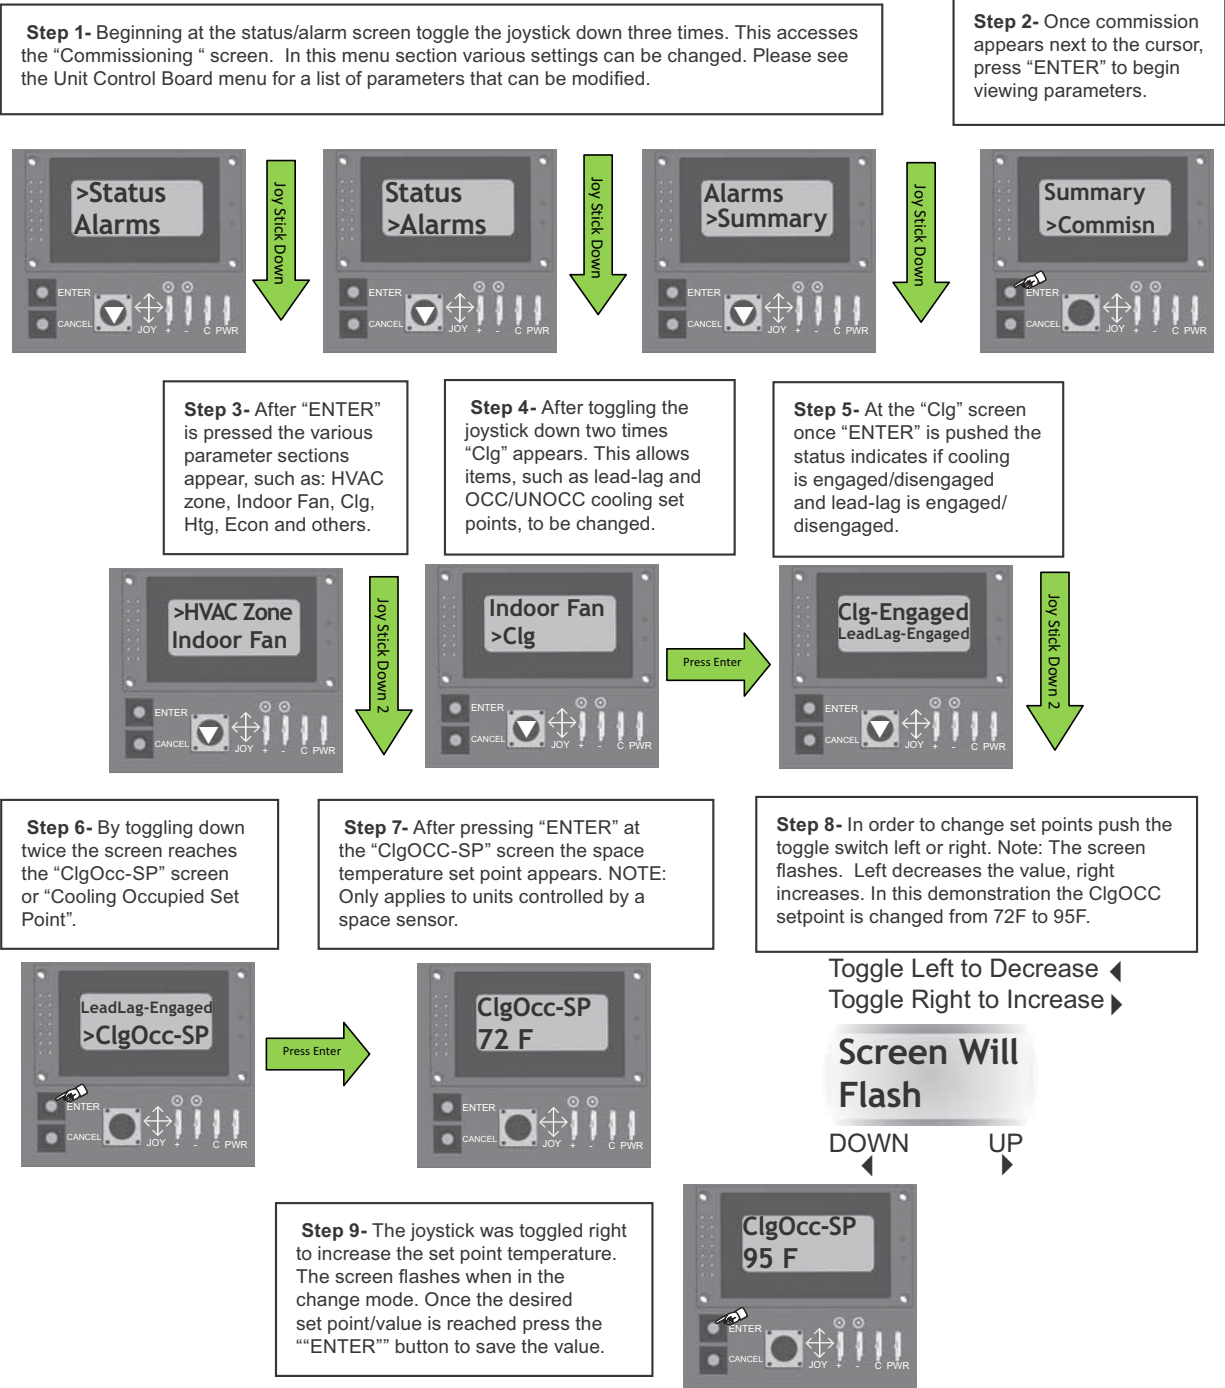 Step 1- Beginning at the status/alarm screen toggle the joystick down three times. This accesses
the “Commissioning “ screen.  In this menu section various settings can be changed. Please see
the Unit Control Board menu for a list of parameters that can be modified.
Step 2- Once commission
appears next to the cursor,
press “ENTER” to begin
viewing parameters.
>Status
Alarms
ENTER
CANCEL
JOY + - C PWR
Joy Stick Down
Status
>Alarms
ENTER
CANCEL
JOY + - C PWR
Joy Stick Down
Alarms
>Summary
ENTER
CANCEL
JOY + - C PWR
Joy Stick Down
Summary
>Commisn
ENTER
CANCEL
JOY + - C PWR
Step 3- After “ENTER”
is pressed the various
parameter sections
appear, such as: HVAC
zone, Indoor Fan, Clg,
Htg, Econ and others.
Step 4- After toggling the
joystick down two times
“Clg” appears. This allows
items, such as lead-lag and
OCC/UNOCC cooling set
points, to be changed.
Step 5- At the “Clg” screen
once “ENTER” is pushed the
status indicates if cooling
is engaged/disengaged
and lead-lag is engaged/
disengaged.
>HVAC Zone
Indoor Fan
ENTER
CANCEL
JOY + - C PWR
Joy Stick Down 2
Indoor Fan
>Clg
ENTER
CANCEL
JOY + - C PWR
Press Enter
Clg-Engaged
LeadLag-Engaged
ENTER
CANCEL
JOY + - C PWR
Joy Stick Down 2
Step 6- By toggling down
twice the screen reaches
the “ClgOcc-SP” screen
or “Cooling Occupied Set
Point”.
Step 7- After pressing “ENTER” at
the “ClgOCC-SP” screen the space
temperature set point appears. NOTE:
Only applies to units controlled by a
space sensor.
Step 8- In order to change set points push the
toggle switch left or right. Note: The screen
flashes.  Left decreases the value, right
increases. In this demonstration the ClgOCC
setpoint is changed from 72F to 95F.
LeadLag-Engaged
>ClgOcc-SP
ENTER
CANCEL
JOY + - C PWR
Press Enter
ClgOcc-SP
72 F
ENTER
CANCEL
JOY + - C PWR
Toggle Left to Decrease
Toggle Right to Increase
Screen Will
Flash
DOWN UP
Step 9- The joystick was toggled right
to increase the set point temperature.
The screen flashes when in the
change mode. Once the desired
set point/value is reached press the
““ENTER”” button to save the value.
ClgOcc-SP
95 F
ENTER
CANCEL
JOY + - C PWR